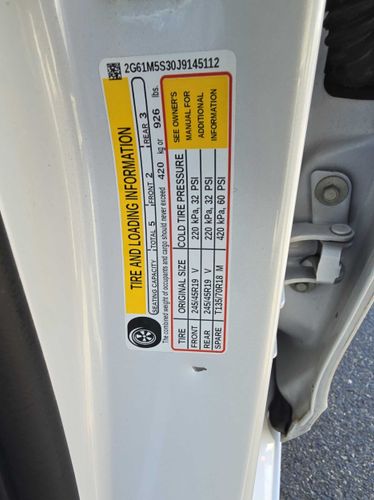 2G61M5S30J9145112
TIRE AND LOADING INFORMATION
SEATING CAPACITY TOTAL 5 FRONT 2 REAR 3
The combined weight of occupants and cargo should never exceed 420 kg or 926 lbs.
TIRE ORIGINAL SIZE COLD TIRE PRESSURE
FRONT 245/45R19 V 220 kPa, 32 PSI
REAR 245/45R19 V 220 kPa, 32 PSI
SPARE T135/70R18 M 420 kPa, 60 PSI
SEE OWNER'S
MANUAL FOR
ADDITIONAL
INFORMATION